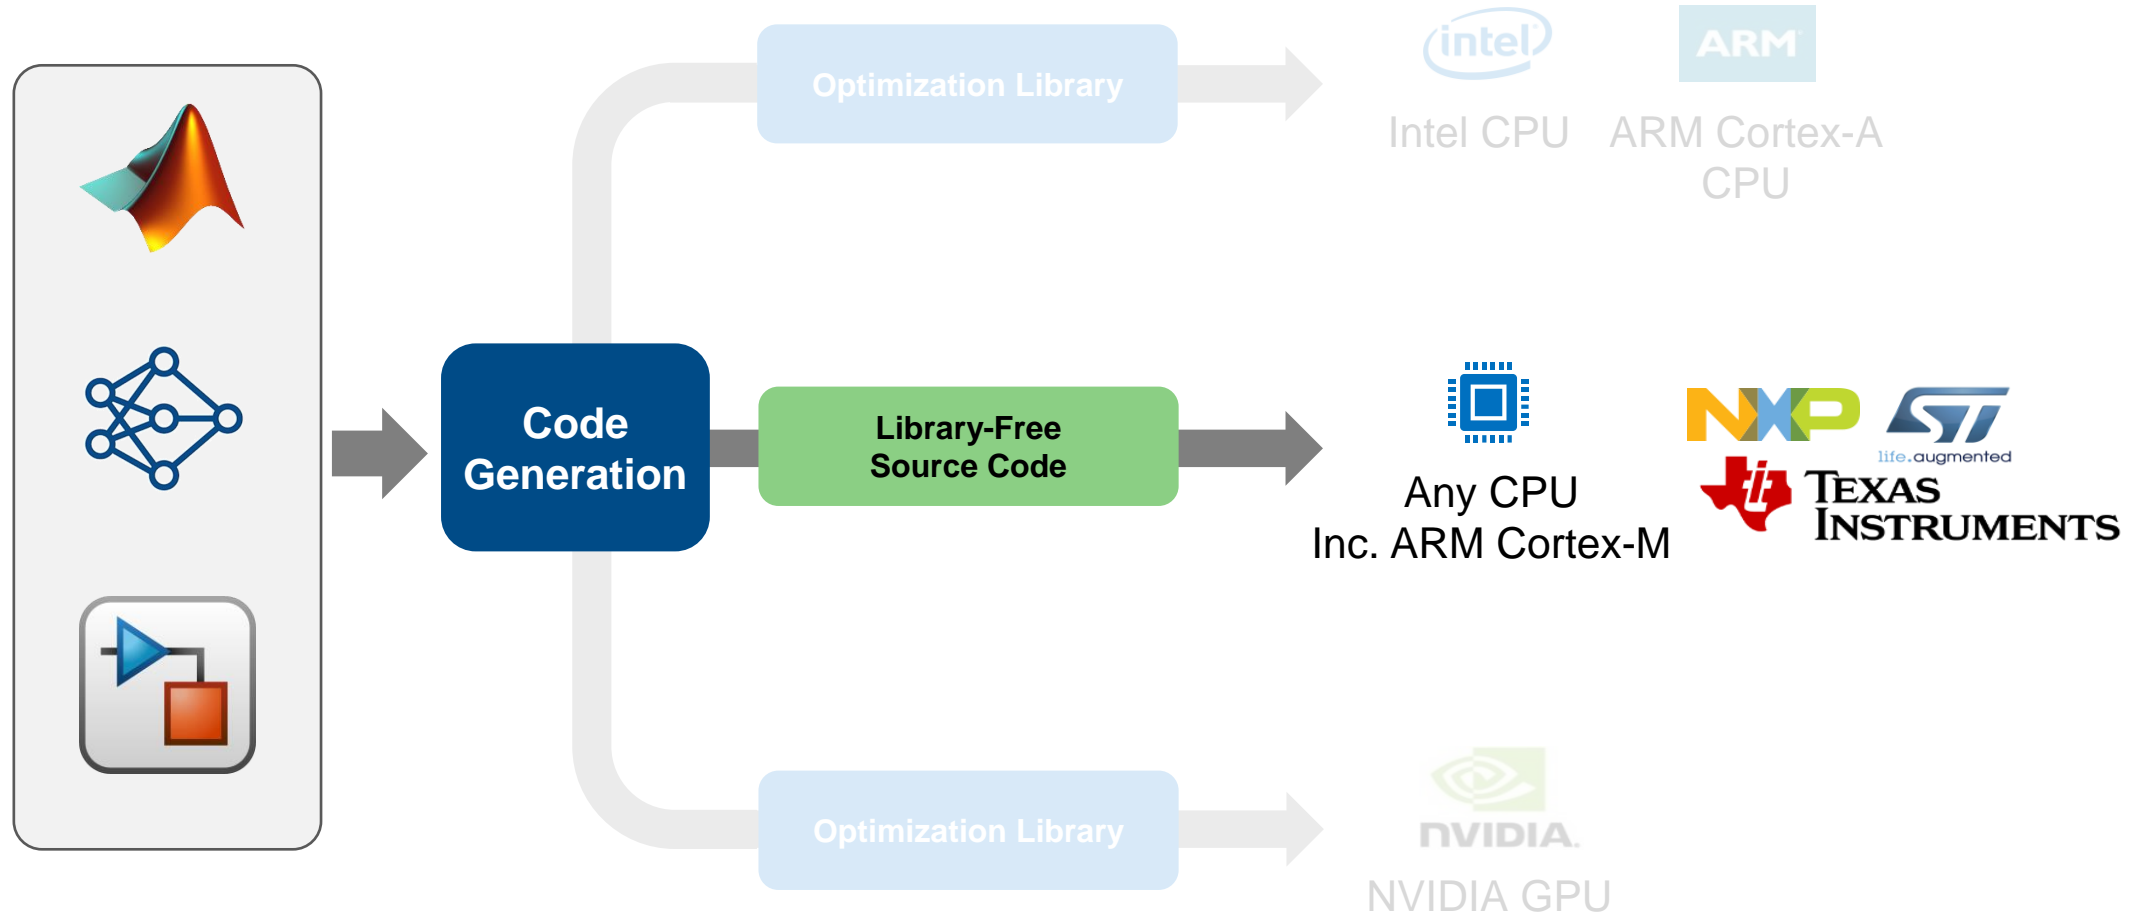 Optimization Library
intel
ARM
Intel CPU
ARM Cortex-A
CPU
Code
Generation
Library-Free
Source Code
Any CPU
Inc. ARM Cortex-M
NXP
ST
life.augmented
TEXAS
INSTRUMENTS
Optimization Library
NVIDIA.
NVIDIA GPU